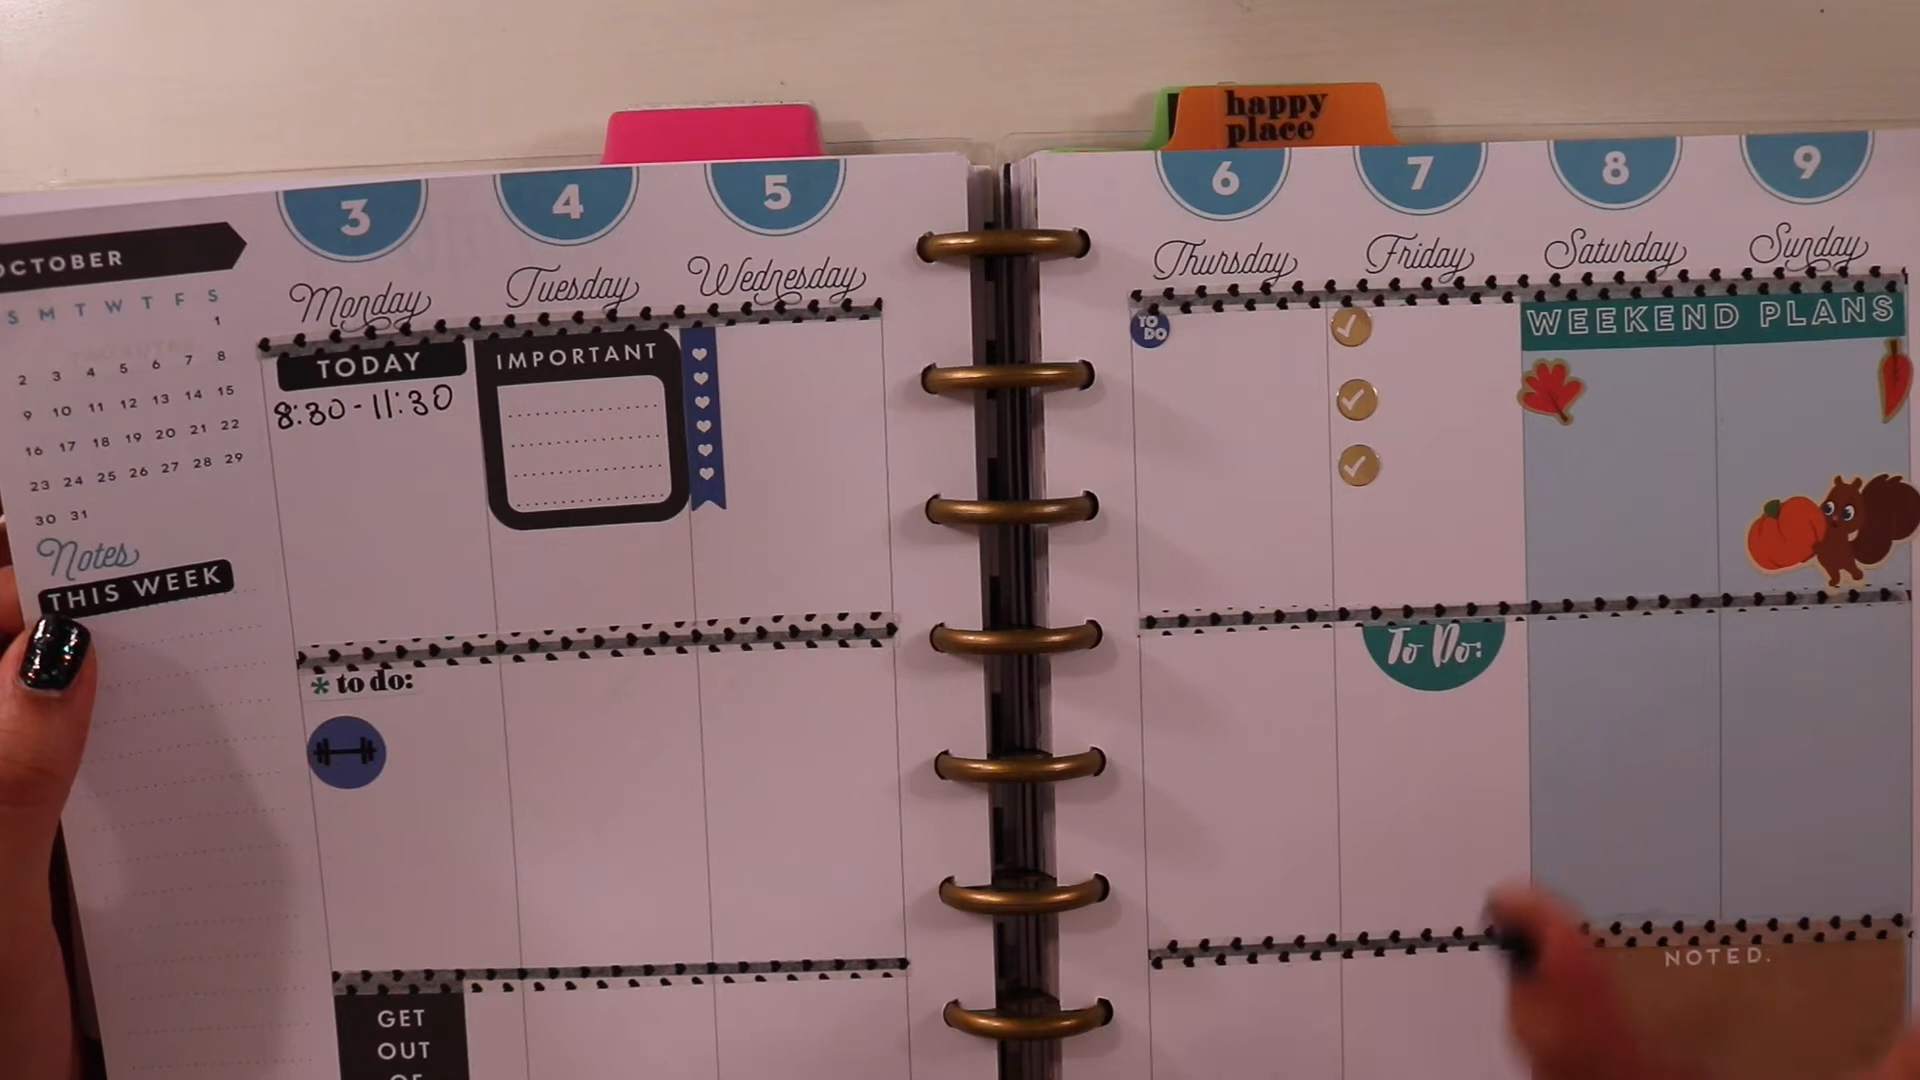 happy
place
3
4
5
6
7
8
9
OCTOBER
Monday
Tuesday
Wednesday
Thursday
Friday
Saturday
Sunday
S M T W T F S
1
2 3 4 5 6 7 8
9 10 11 12 13 14 15
16 17 18 19 20 21 22
23 24 25 26 27 28 29
30 31
Notes
THIS WEEK
TODAY
8:30-11:30
IMPORTANT
* to do:
GET
OUT
OF
TO
DO
WEEKEND PLANS
To Do:
NOTED.